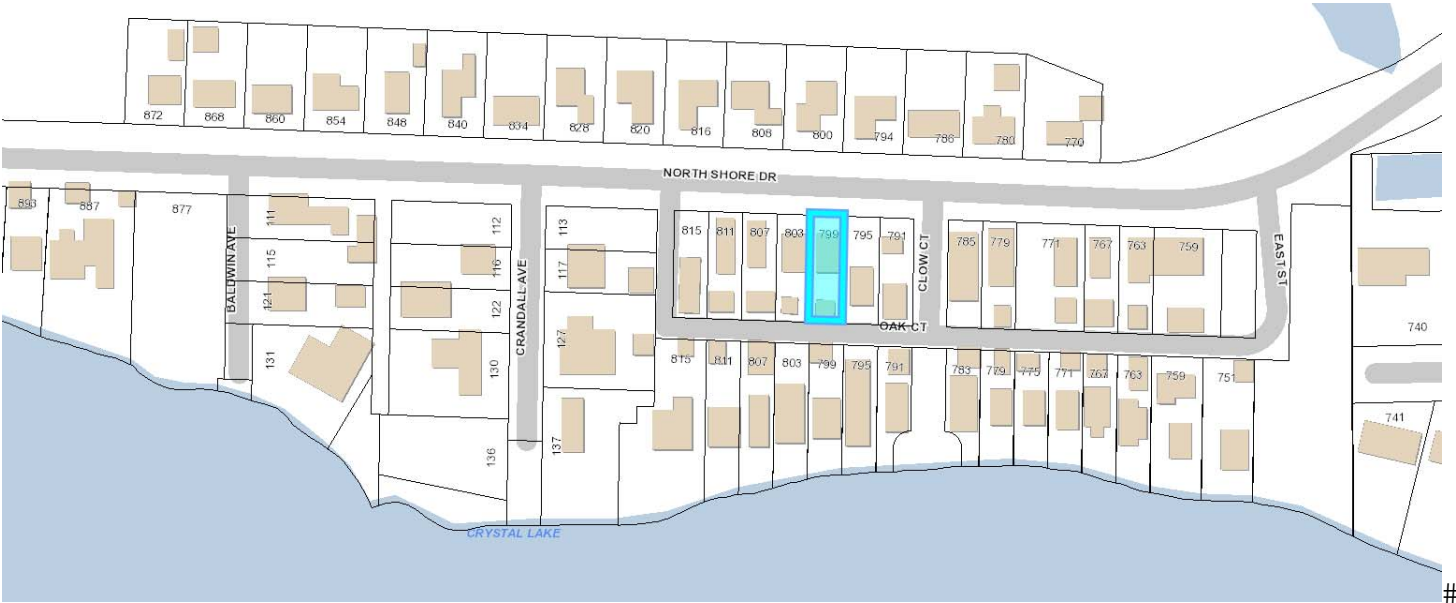 872 868 860 854 848 840 834 828 820 816 808 800 794 786 780 770
NORTH SHORE DR
893 887 877
BALDWIN AVE
111
115
121
131
112
116
122
130
136
CRANDALL AVE
113
117
127
137
815 811 807 803 799 795 791
CLOW CT
785 779 771 767 763 759
EAST ST
OAK CT
740
815 811 807 803 799 795 791
783 779 775 771 767 763 759 751
741
CRYSTAL LAKE
#